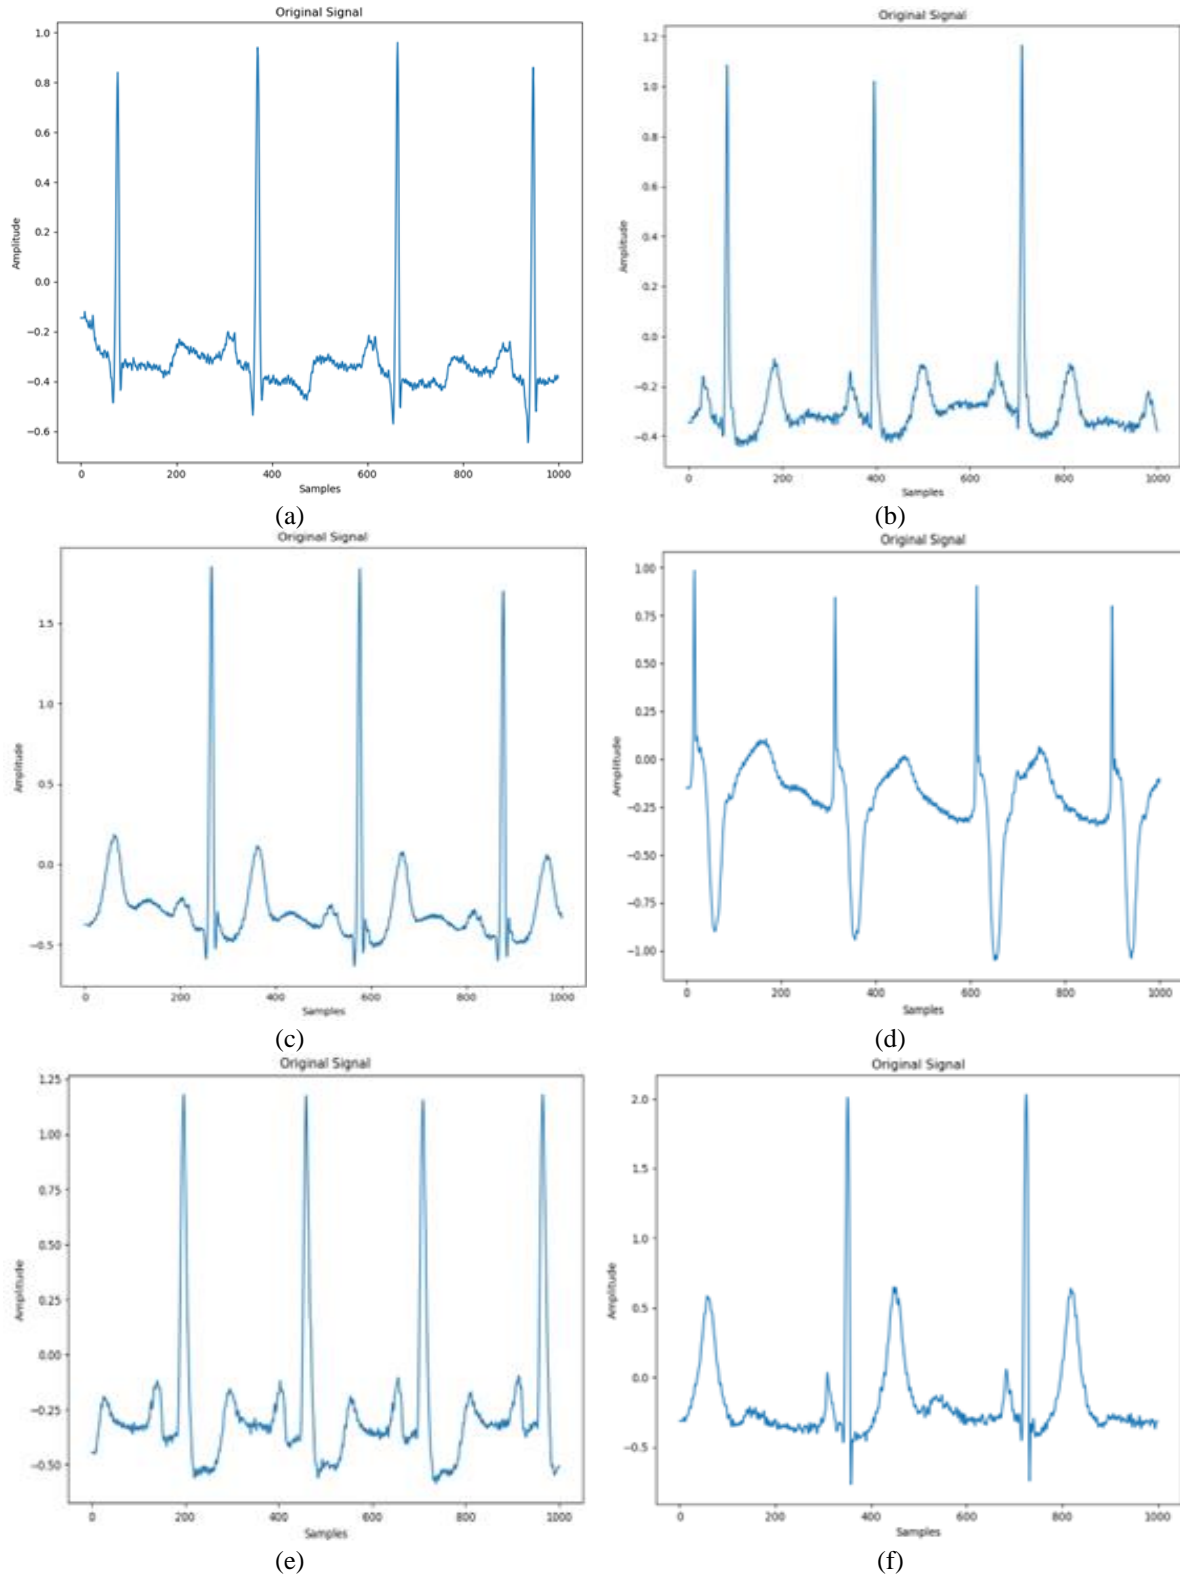 Original Signal
1.0
0.8
0.6
0.4
0.2
0.0
−0.2
−0.4
−0.6
Amplitude
0 200 400 600 800 1000
Samples
(a)
Original Signal
1.2
1.0
0.8
0.6
0.4
0.2
0.0
−0.2
−0.4
Amplitude
0 200 400 600 800 1000
Samples
(b)
Original Signal
1.5
1.0
0.5
0.0
−0.5
Amplitude
0 200 400 600 800 1000
Samples
(c)
Original Signal
1.00
0.75
0.50
0.25
0.00
−0.25
−0.50
−0.75
−1.00
Amplitude
0 200 400 600 800 1000
Samples
(d)
Original Signal
1.25
1.00
0.75
0.50
0.25
0.00
−0.25
−0.50
Amplitude
0 200 400 600 800 1000
Samples
(e)
Original Signal
2.0
1.5
1.0
0.5
0.0
−0.5
Amplitude
0 200 400 600 800 1000
Samples
(f)